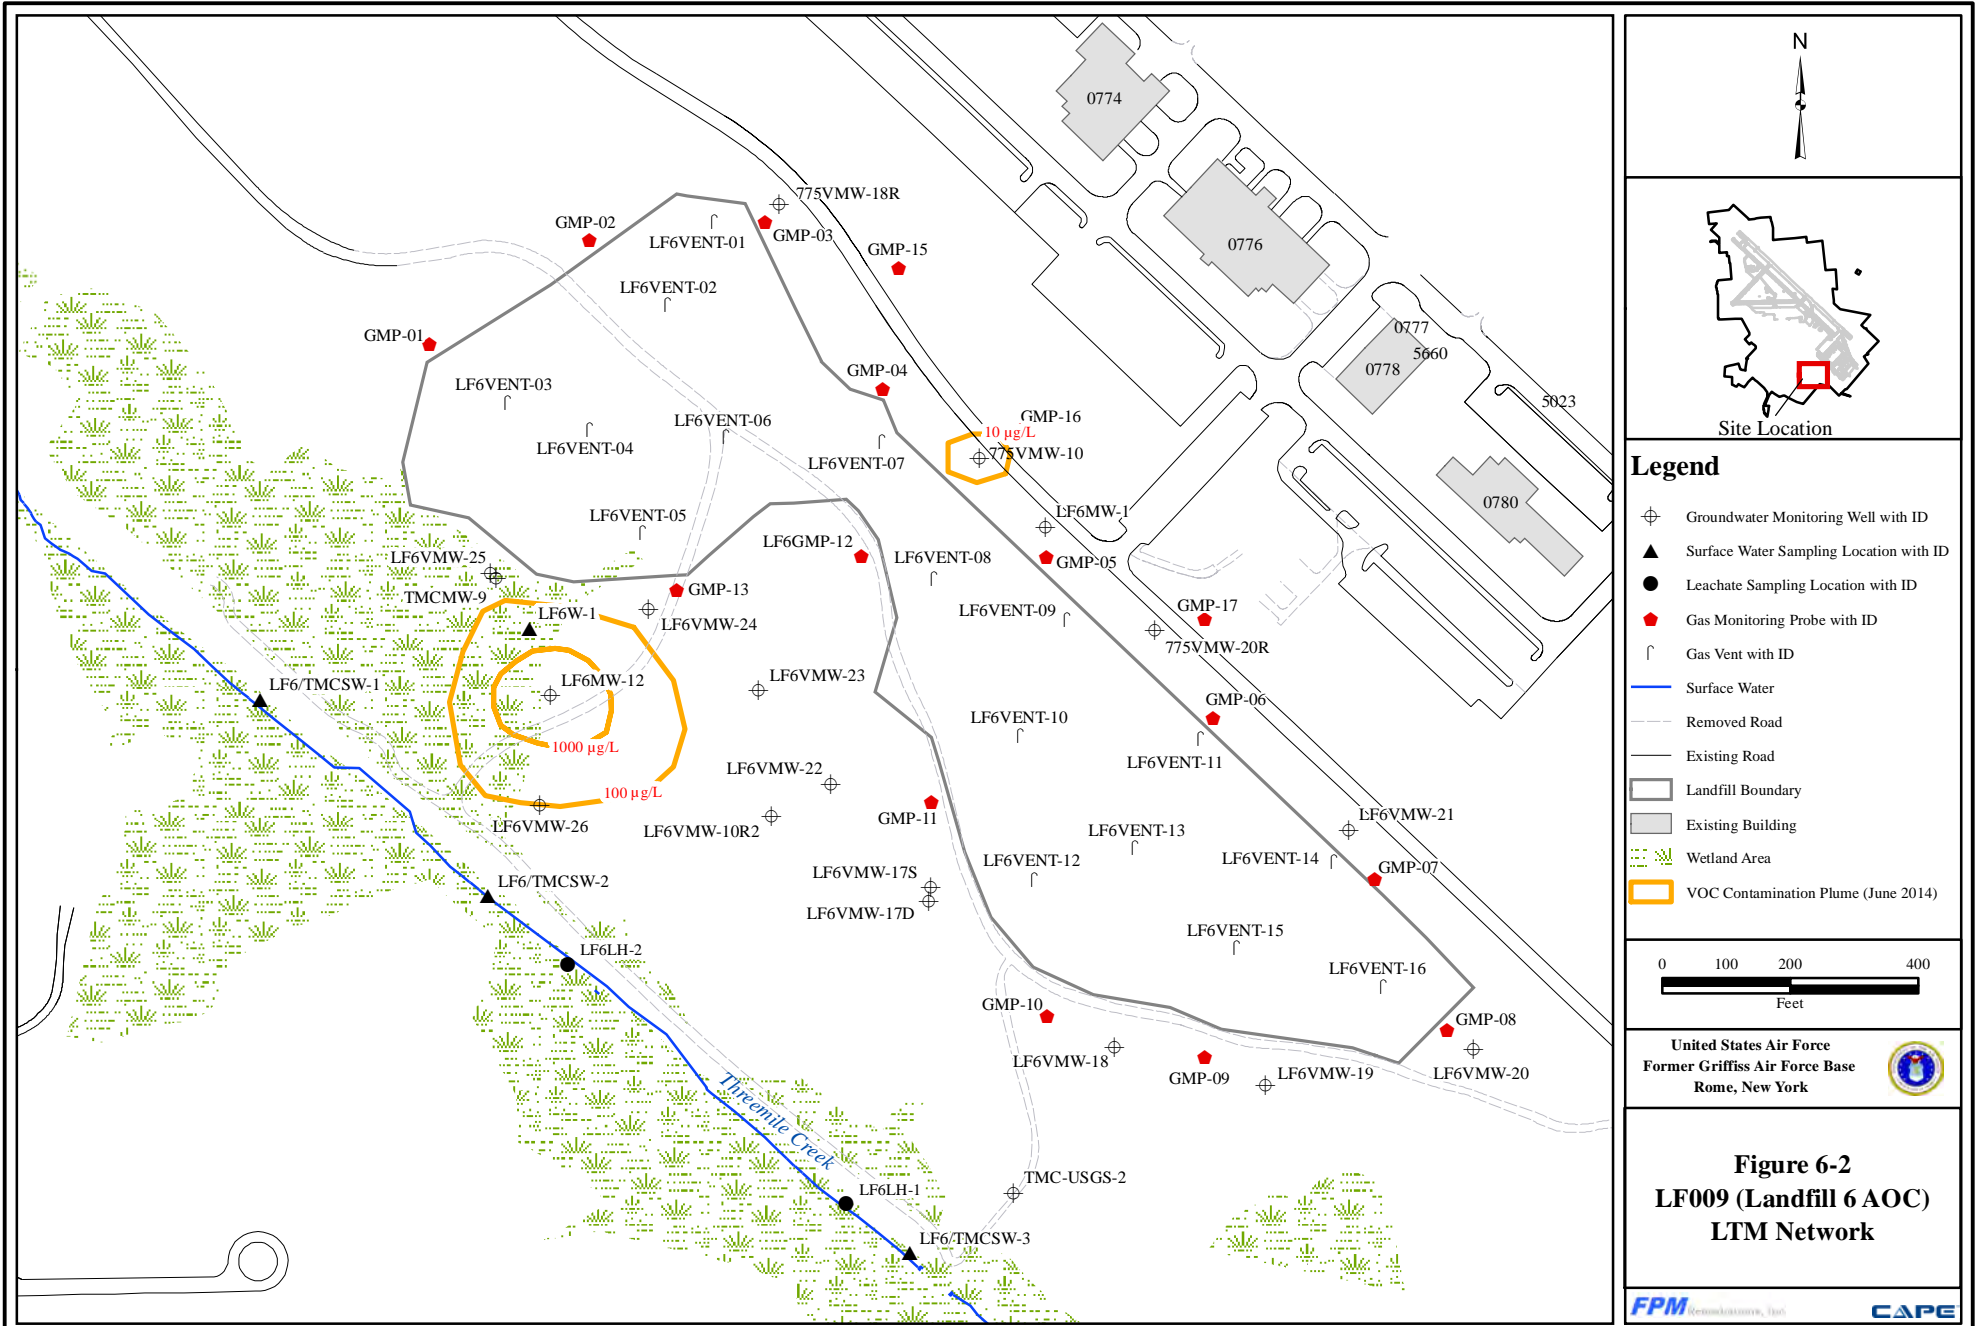 0774
775VMW-18R
GMP-02
GMP-03
LF6VENT-01
0776
GMP-15
LF6VENT-02
GMP-01
0777
5660
0778
GMP-04
LF6VENT-03
5023
GMP-16
LF6VENT-06
10 µg/L
LF6VENT-04
775VMW-10
LF6VENT-07
0780
LF6VENT-05
LF6MW-1
LF6GMP-12
LF6VMW-25
LF6VENT-08
GMP-05
TMCMW-9
GMP-13
LF6W-1
LF6VENT-09
GMP-17
LF6VMW-24
775VMW-20R
LF6MW-12
LF6VMW-23
LF6/TMCSW-1
GMP-06
LF6VENT-10
1000 µg/L
LF6VENT-11
LF6VMW-22
100 µg/L
LF6VMW-26
LF6VMW-10R2
GMP-11
LF6VMW-21
LF6VENT-13
LF6VENT-12
LF6VENT-14
GMP-07
LF6VMW-17S
LF6/TMCSW-2
LF6VMW-17D
LF6VENT-15
LF6LH-2
LF6VENT-16
GMP-10
GMP-08
LF6VMW-18
GMP-09
LF6VMW-19
LF6VMW-20
Threemile Creek
TMC-USGS-2
LF6LH-1
LF6/TMCSW-3
N
Site Location
Legend
Groundwater Monitoring Well with ID
Surface Water Sampling Location with ID
Leachate Sampling Location with ID
Gas Monitoring Probe with ID
Gas Vent with ID
Surface Water
Removed Road
Existing Road
Landfill Boundary
Existing Building
Wetland Area
VOC Contamination Plume (June 2014)
0 100 200 400
Feet
United States Air Force
Former Griffiss Air Force Base
Rome, New York
Figure 6-2
LF009 (Landfill 6 AOC)
LTM Network
FPM Remediations, Inc
CAPE